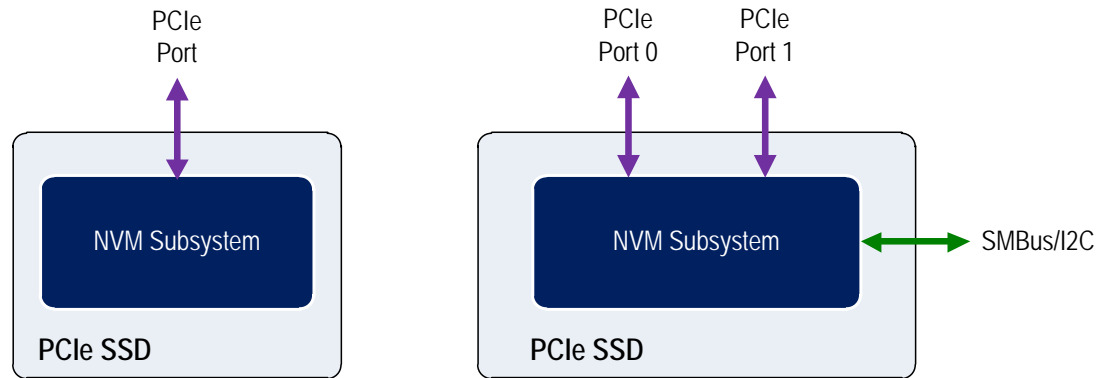 PCIe
Port
NVM Subsystem
PCIe SSD
PCIe
Port 0
PCIe
Port 1
NVM Subsystem
SMBus/I2C
PCIe SSD